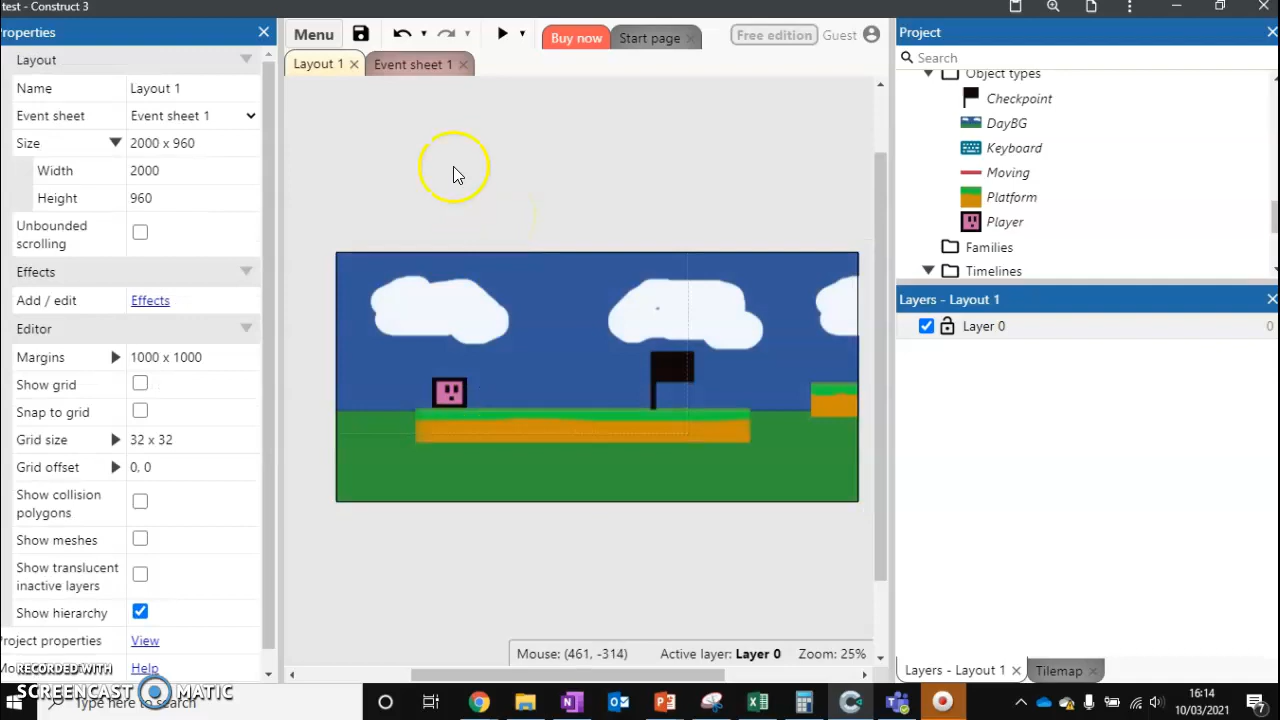 test - Construct 3
Properties
Layout
Name Layout 1
Event sheet Event sheet 1
Size 2000 x 960
Width 2000
Height 960
Unbounded
scrolling
Effects
Add / edit Effects
Editor
Margins 1000 x 1000
Show grid
Snap to grid
Grid size 32 x 32
Grid offset 0, 0
Show collision
polygons
Show meshes
Show translucent
inactive layers
Show hierarchy
Project properties View
Help
RECORDED WITH
SCREENCAST MATIC
Menu
Buy now
Start page
Free edition
Guest
Layout 1
Event sheet 1
Mouse: (461, -314) Active layer: Layer 0 Zoom: 25%
Project
Search
Object types
Checkpoint
DayBG
Keyboard
Moving
Platform
Player
Families
Timelines
Layers - Layout 1
Layer 0 0
Layers - Layout 1
Tilemap
Type here to search
16:14
10/03/2021